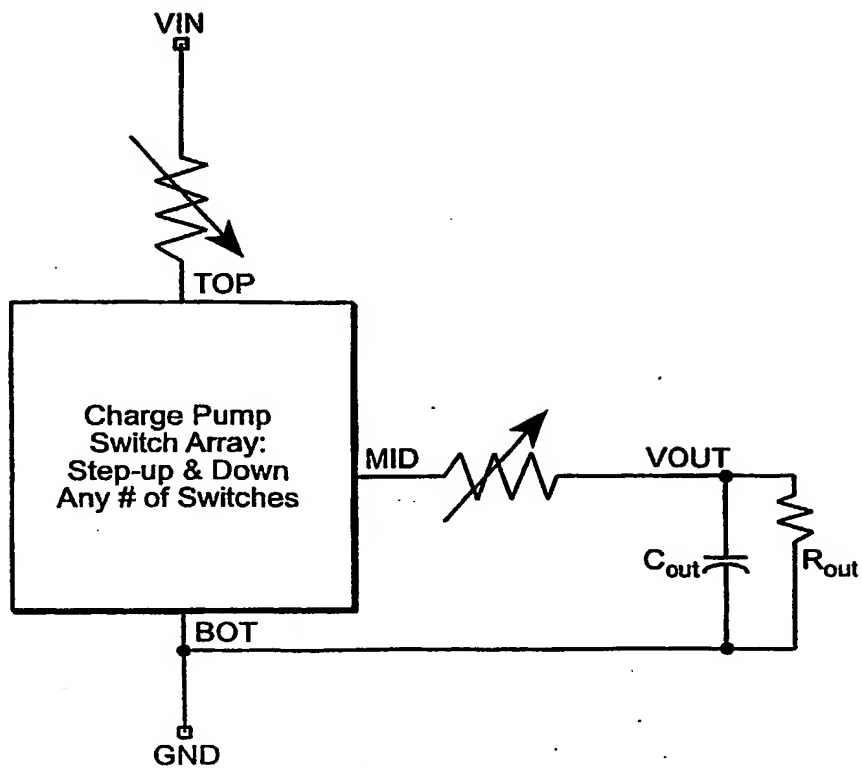 VIN
TOP
Charge Pump
Switch Array:
Step-up & Down
Any # of Switches
MID
VOUT
Cout
Rout
BOT
GND